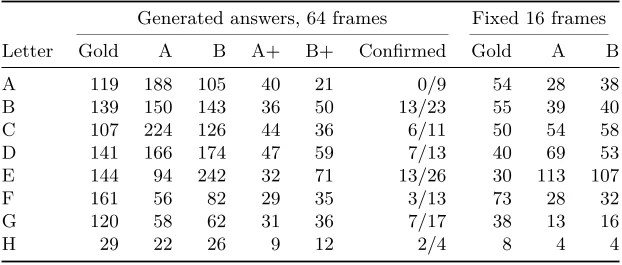 Generated answers, 64 frames Fixed 16 frames
Letter Gold A B A+ B+ Confirmed Gold A B
A 119 188 105 40 21 0/9 54 28 38
B 139 150 143 36 50 13/23 55 39 40
C 107 224 126 44 36 6/11 50 54 58
D 141 166 174 47 59 7/13 40 69 53
E 144 94 242 32 71 13/26 30 113 107
F 161 56 82 29 35 3/13 73 28 32
G 120 58 62 31 36 7/17 38 13 16
H 29 22 26 9 12 2/4 8 4 4